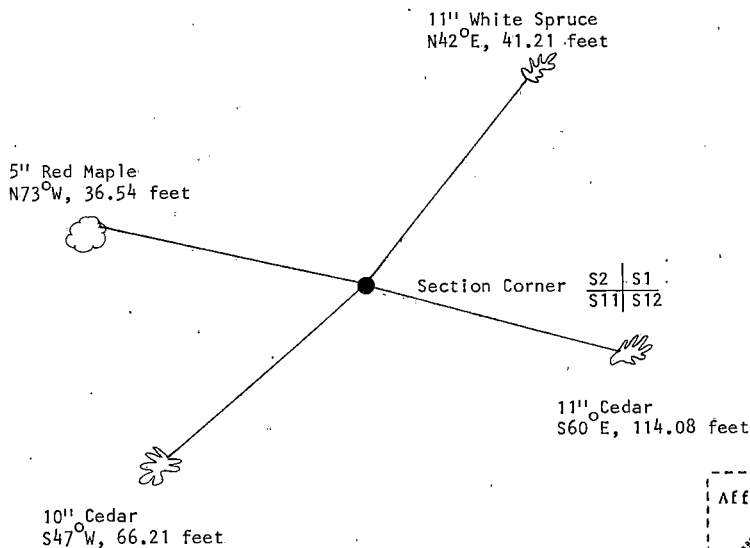 11" White Spruce
N42°E, 41.21 feet
5" Red Maple
N73°W, 36.54 feet
Section Corner
S2 S1
S11 S12
11" Cedar
S60°E, 114.08 feet
10" Cedar
S47°W, 66.21 feet